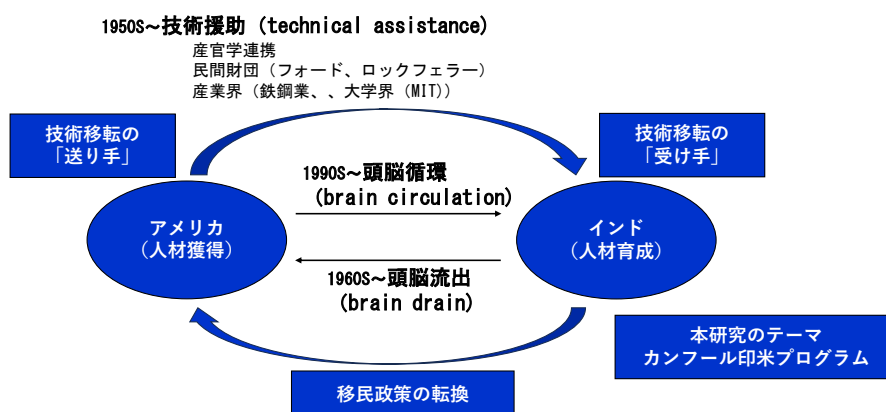 1950S~技術援助 (technical assistance)
産官学連携
民間財団（フォード、ロックフェラー）
産業界（鉄鋼業、、大学界（MIT））
技術移転の
「送り手」
技術移転の
「受け手」
1990S~頭脳循環
(brain circulation)
アメリカ
（人材獲得）
インド
（人材育成）
1960S~頭脳流出
(brain drain)
本研究のテーマ
カンフール印米プログラム
移民政策の転換